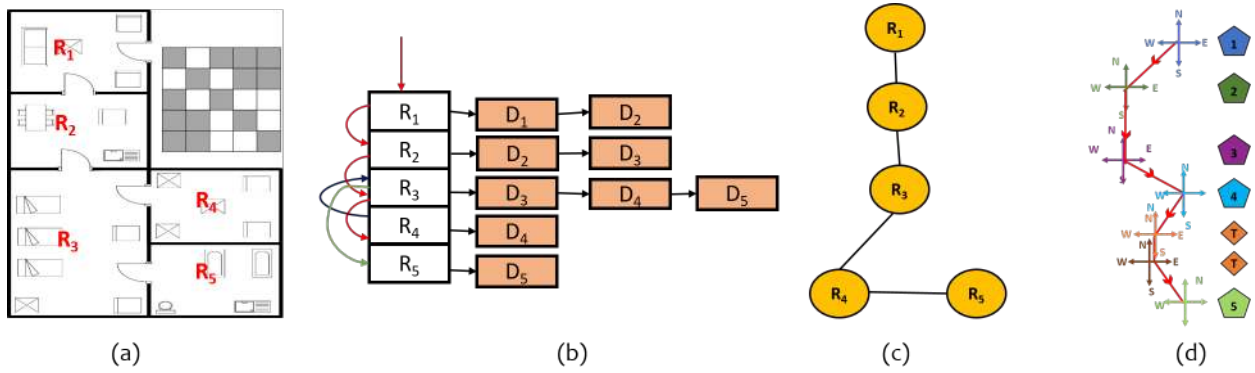 R₁
R₂
R₃
R₄
R₅
(a)
R₁ D₁ D₂
R₂ D₂ D₃
R₃ D₃ D₄ D₅
R₄ D₄
R₅ D₅
(b)
R₁
R₂
R₃
R₄ R₅
(c)
N
W E
S
1
N
W E
S
2
N
W E
S
3
N
W
S
4
N
W E
S
T
N
W E
S
T
N
W
5
(d)